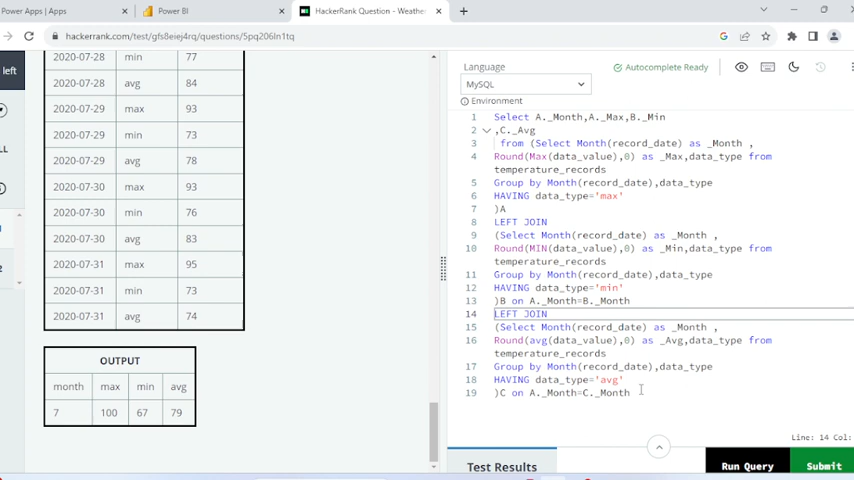 Power Apps | Apps
Power BI
HackerRank Question - Weathe
hackerrank.com/test/gfs8eiej4rq/questions/5pq206ln1tq
left
2020-07-28 min 77
2020-07-28 avg 84
2020-07-29 max 93
2020-07-29 min 73
2020-07-29 avg 78
2020-07-30 max 93
2020-07-30 min 76
2020-07-30 avg 83
2020-07-31 max 95
2020-07-31 min 73
2020-07-31 avg 74
OUTPUT
month max min avg
7 100 67 79
Language
Autocomplete Ready
MySQL
Environment
1 Select A._Month,A._Max,B._Min
2 ,C._Avg
3 from (Select Month(record_date) as _Month ,
4 Round(Max(data_value),0) as _Max,data_type from
temperature_records
5 Group by Month(record_date),data_type
6 HAVING data_type='max'
7 )A
8 LEFT JOIN
9 (Select Month(record_date) as _Month ,
10 Round(MIN(data_value),0) as _Min,data_type from
temperature_records
11 Group by Month(record_date),data_type
12 HAVING data_type='min'
13 )B on A._Month=B._Month
14 LEFT JOIN
15 (Select Month(record_date) as _Month ,
16 Round(avg(data_value),0) as _Avg,data_type from
temperature_records
17 Group by Month(record_date),data_type
18 HAVING data_type='avg'
19 )C on A._Month=C._Month
Line: 14 Col:
Test Results
Run Query
Submit